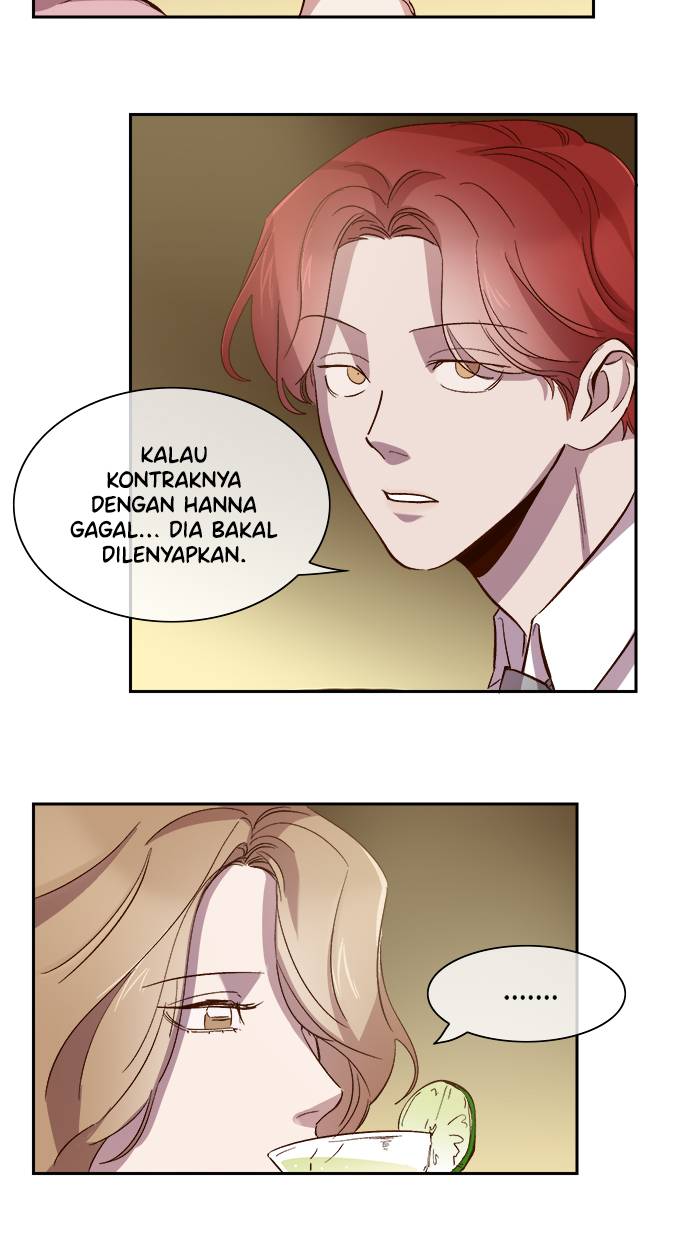 KALAU
KONTRAKNYA
DENGAN HANNA
GAGAL... DIA BAKAL
DILENYAPKAN.
.......